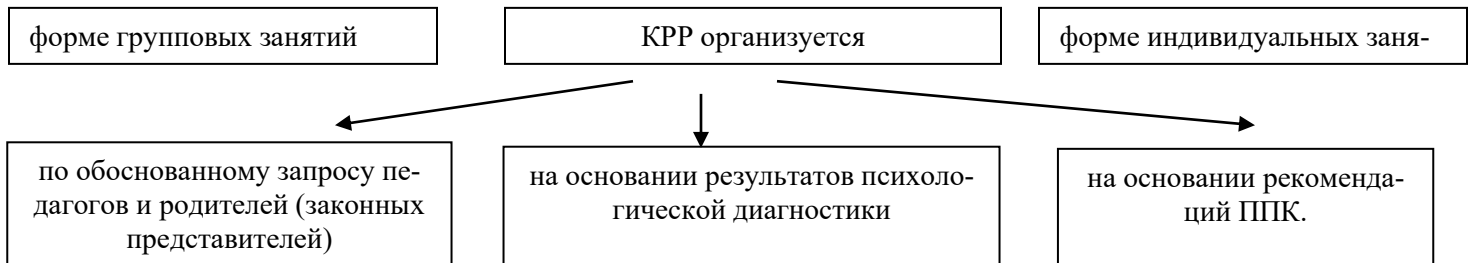 форме групповых занятий
КРР организуется
форме индивидуальных заня-
по обоснованному запросу пе-
дагогов и родителей (законных
представителей)
на основании результатов психоло-
гической диагностики
на основании рекоменда-
ций ППК.